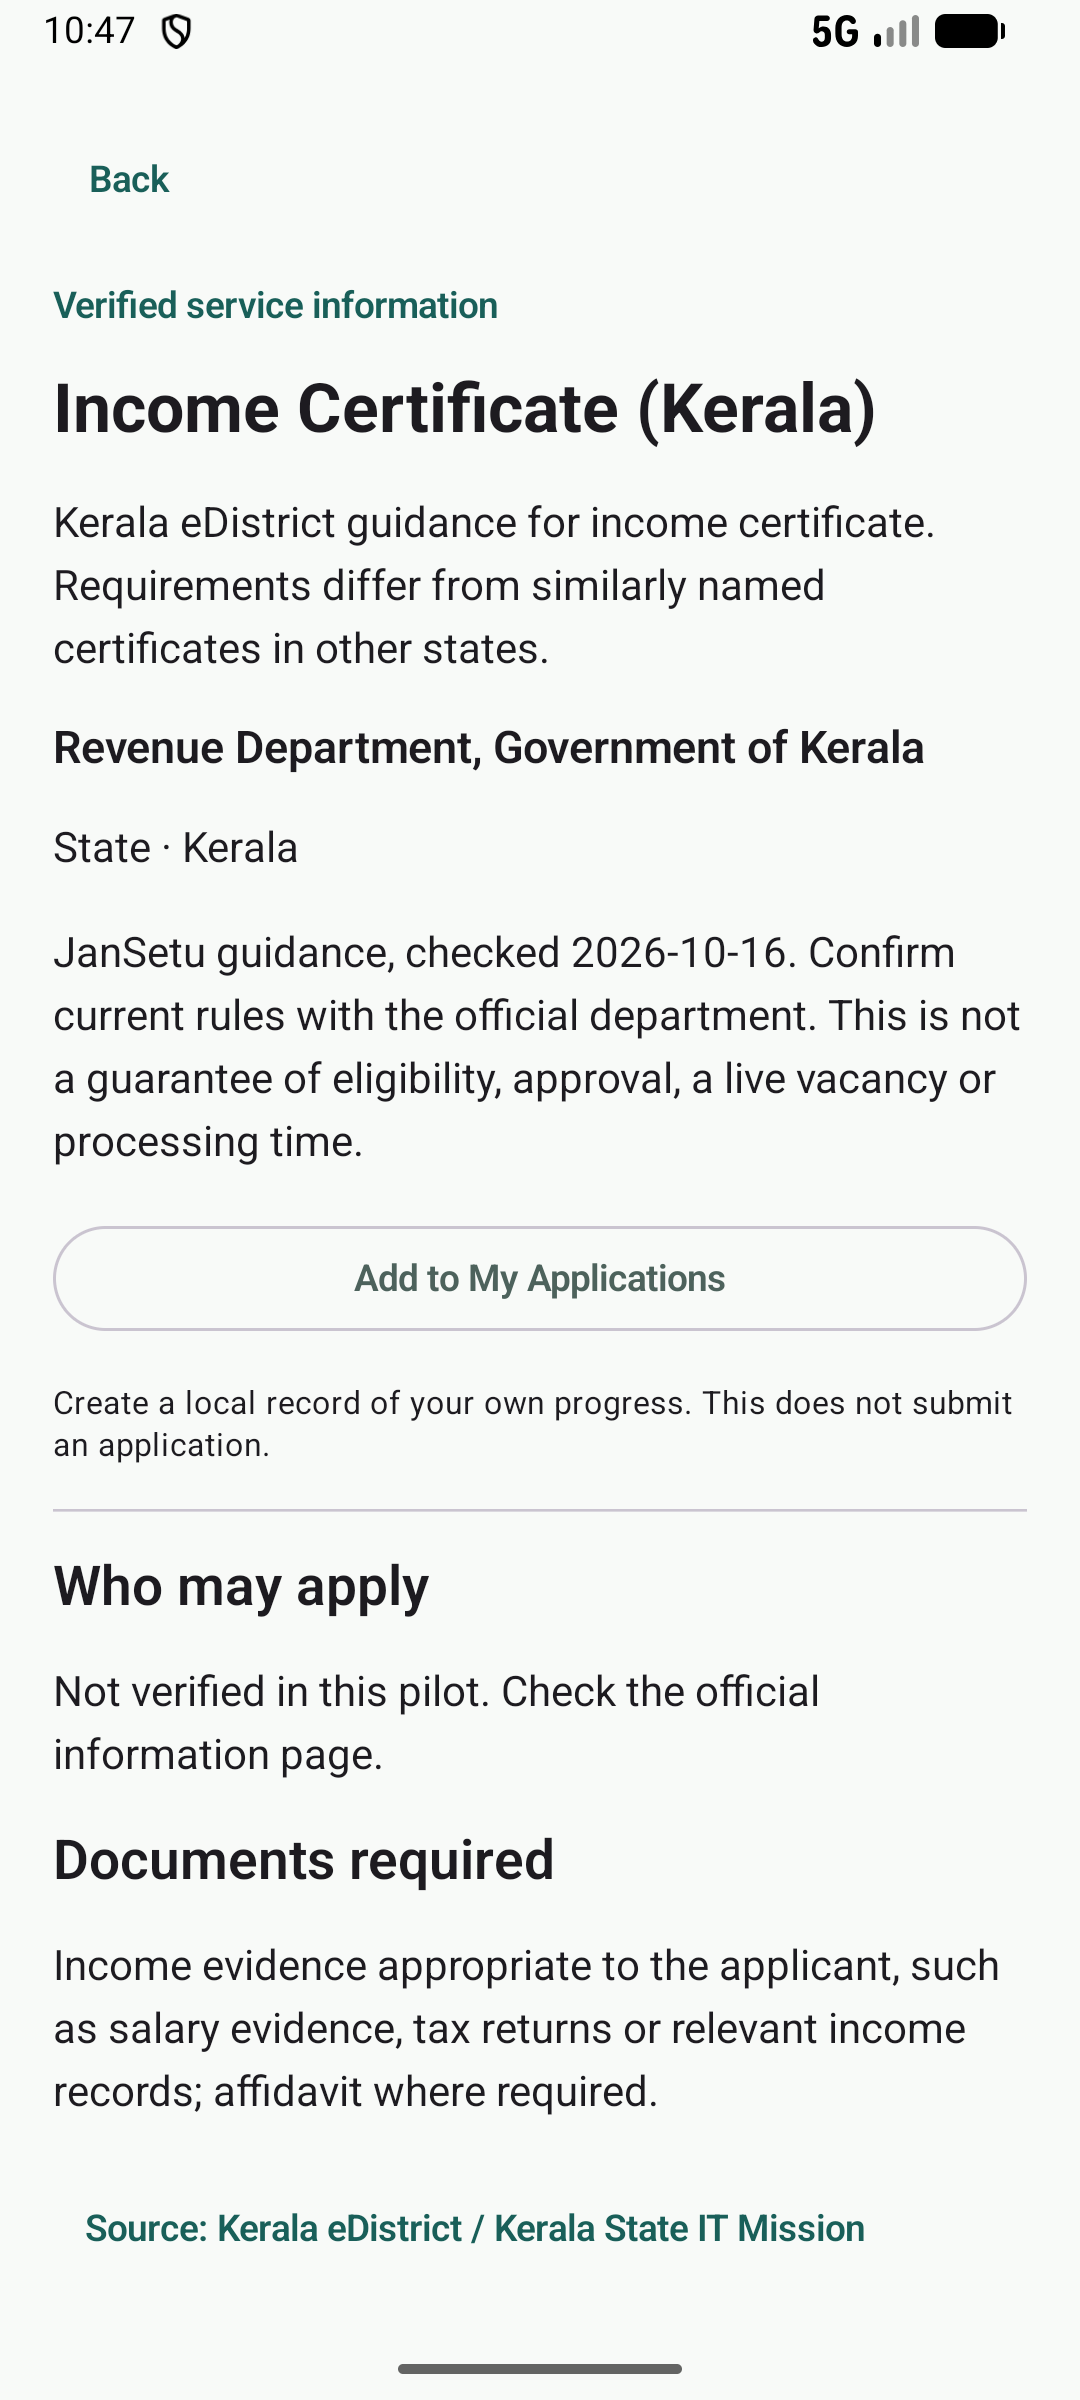 10:47
5G
Back
Verified service information
Income Certificate (Kerala)
Kerala eDistrict guidance for income certificate.
Requirements differ from similarly named
certificates in other states.
Revenue Department, Government of Kerala
State · Kerala
JanSetu guidance, checked 2026-10-16. Confirm
current rules with the official department. This is not
a guarantee of eligibility, approval, a live vacancy or
processing time.
Add to My Applications
Create a local record of your own progress. This does not submit
an application.
Who may apply
Not verified in this pilot. Check the official
information page.
Documents required
Income evidence appropriate to the applicant, such
as salary evidence, tax returns or relevant income
records; affidavit where required.
Source: Kerala eDistrict / Kerala State IT Mission